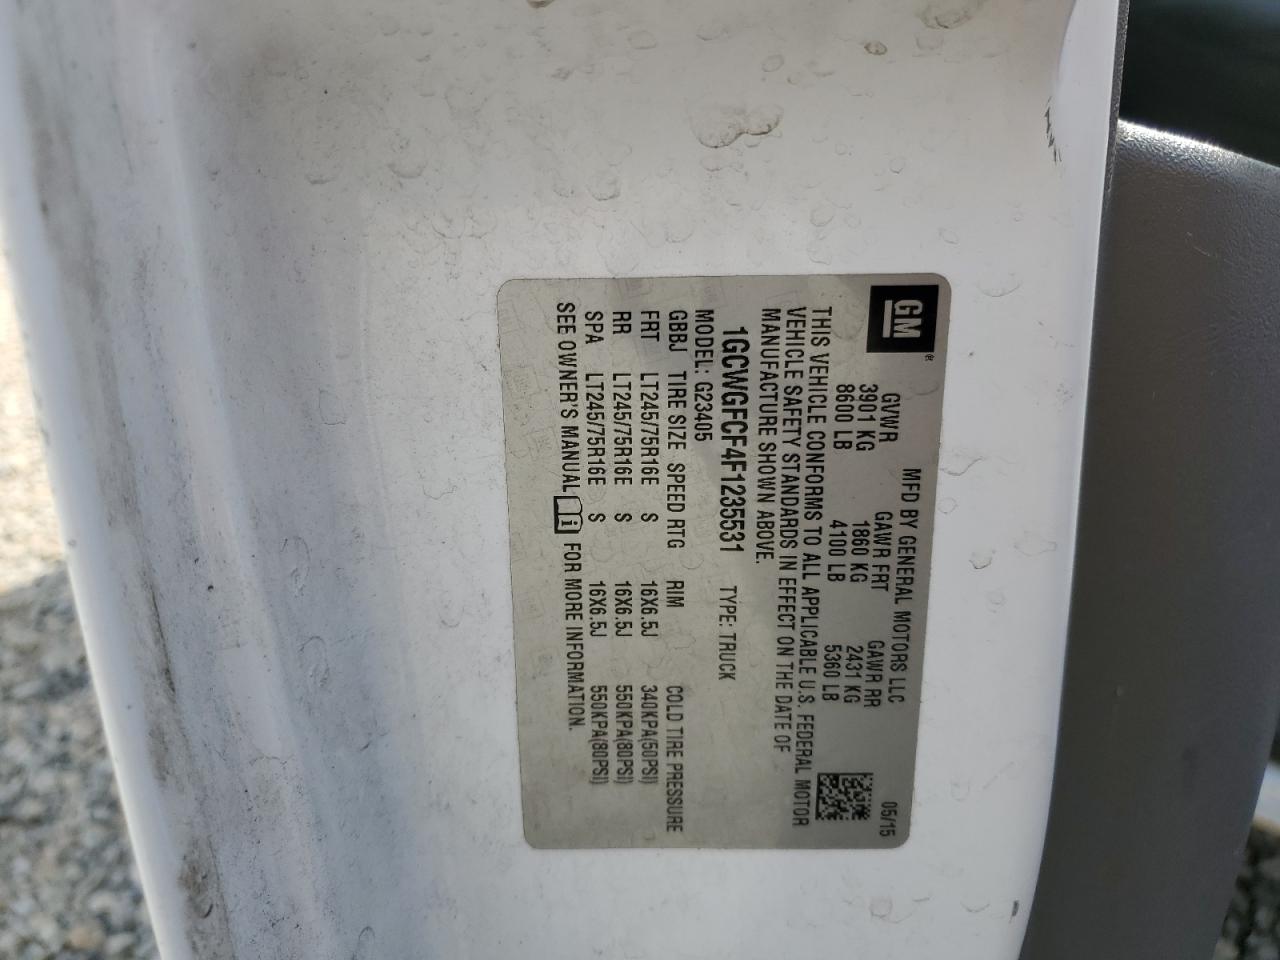 GM
®
MFD BY GENERAL MOTORS LLC 05/15
GVWR GAWR FRT GAWR RR
3901 KG 1860 KG 2431 KG
8600 LB 4100 LB 5360 LB
THIS VEHICLE CONFORMS TO ALL APPLICABLE U.S. FEDERAL MOTOR
VEHICLE SAFETY STANDARDS IN EFFECT ON THE DATE OF
MANUFACTURE SHOWN ABOVE.
1GCWGFCF4F1235531 TYPE: TRUCK
MODEL: G23405
GBBJ TIRE SIZE SPEED RTG RIM COLD TIRE PRESSURE
FRT LT245/75R16E S 16X6.5J 340KPA(50PSI)
RR LT245/75R16E S 16X6.5J 550KPA(80PSI)
SPA LT245/75R16E S 16X6.5J 550KPA(80PSI)
SEE OWNER'S MANUAL i FOR MORE INFORMATION.